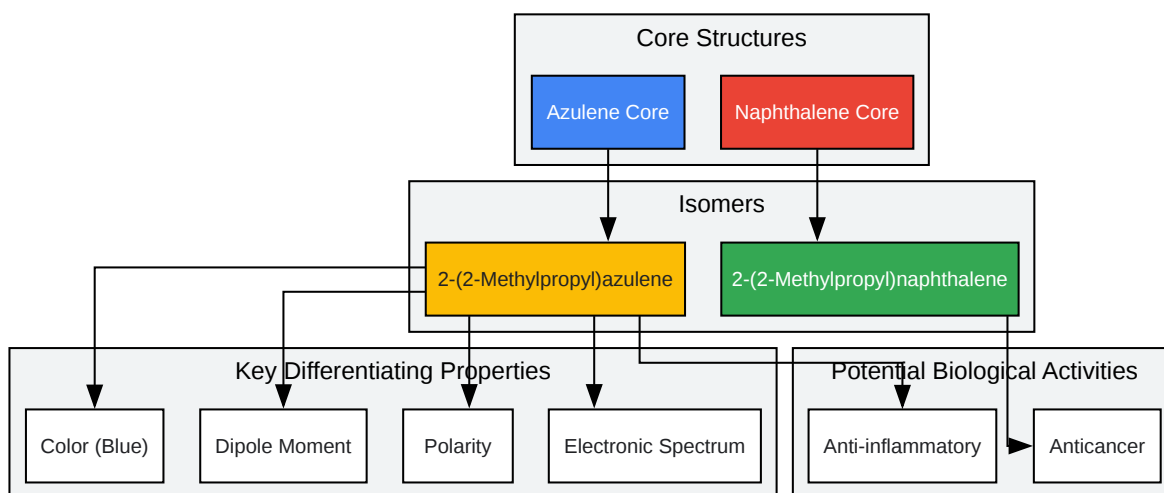 Core Structures
Azulene Core
Naphthalene Core
Isomers
2-(2-Methylpropyl)azulene
2-(2-Methylpropyl)naphthalene
Key Differentiating Properties
Potential Biological Activities
Color (Blue)
Dipole Moment
Polarity
Electronic Spectrum
Anti-inflammatory
Anticancer